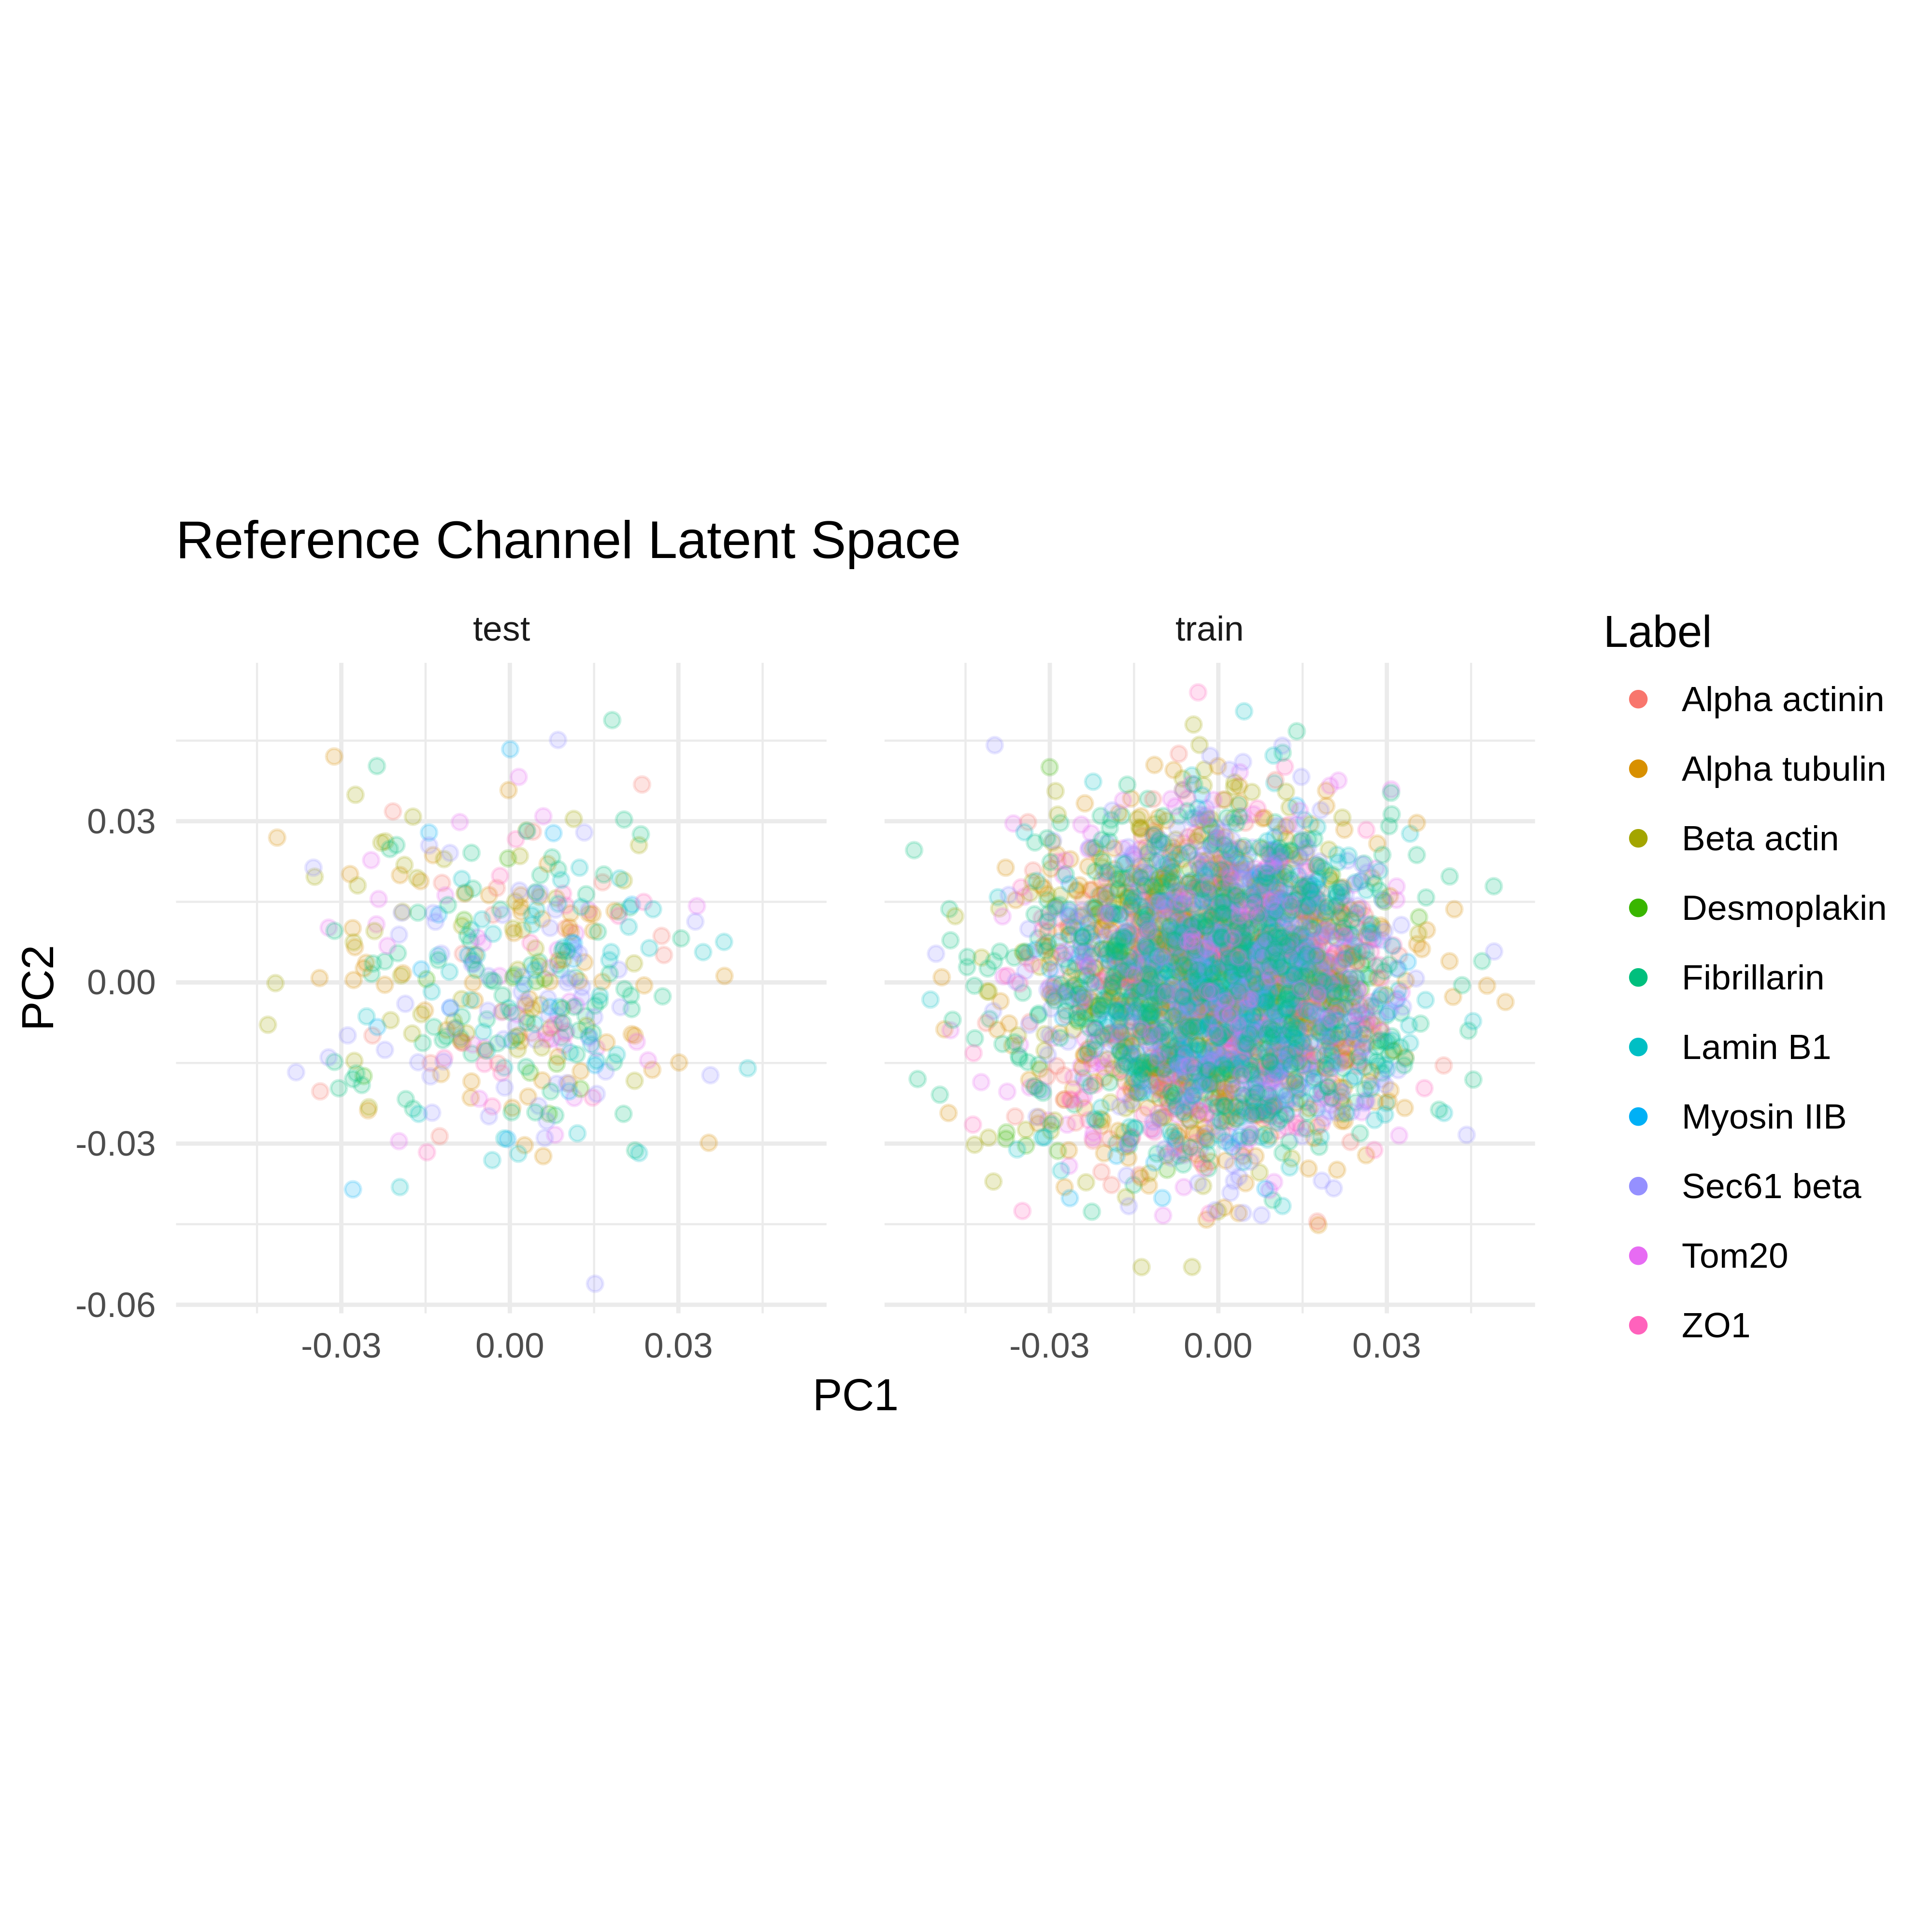 Reference Channel Latent Space
test
train
Label
Alpha actinin
Alpha tubulin
Beta actin
Desmoplakin
Fibrillarin
Lamin B1
Myosin IIB
Sec61 beta
Tom20
ZO1
PC2
0.03
0.00
-0.03
-0.06
-0.03 0.00 0.03
-0.03 0.00 0.03
PC1